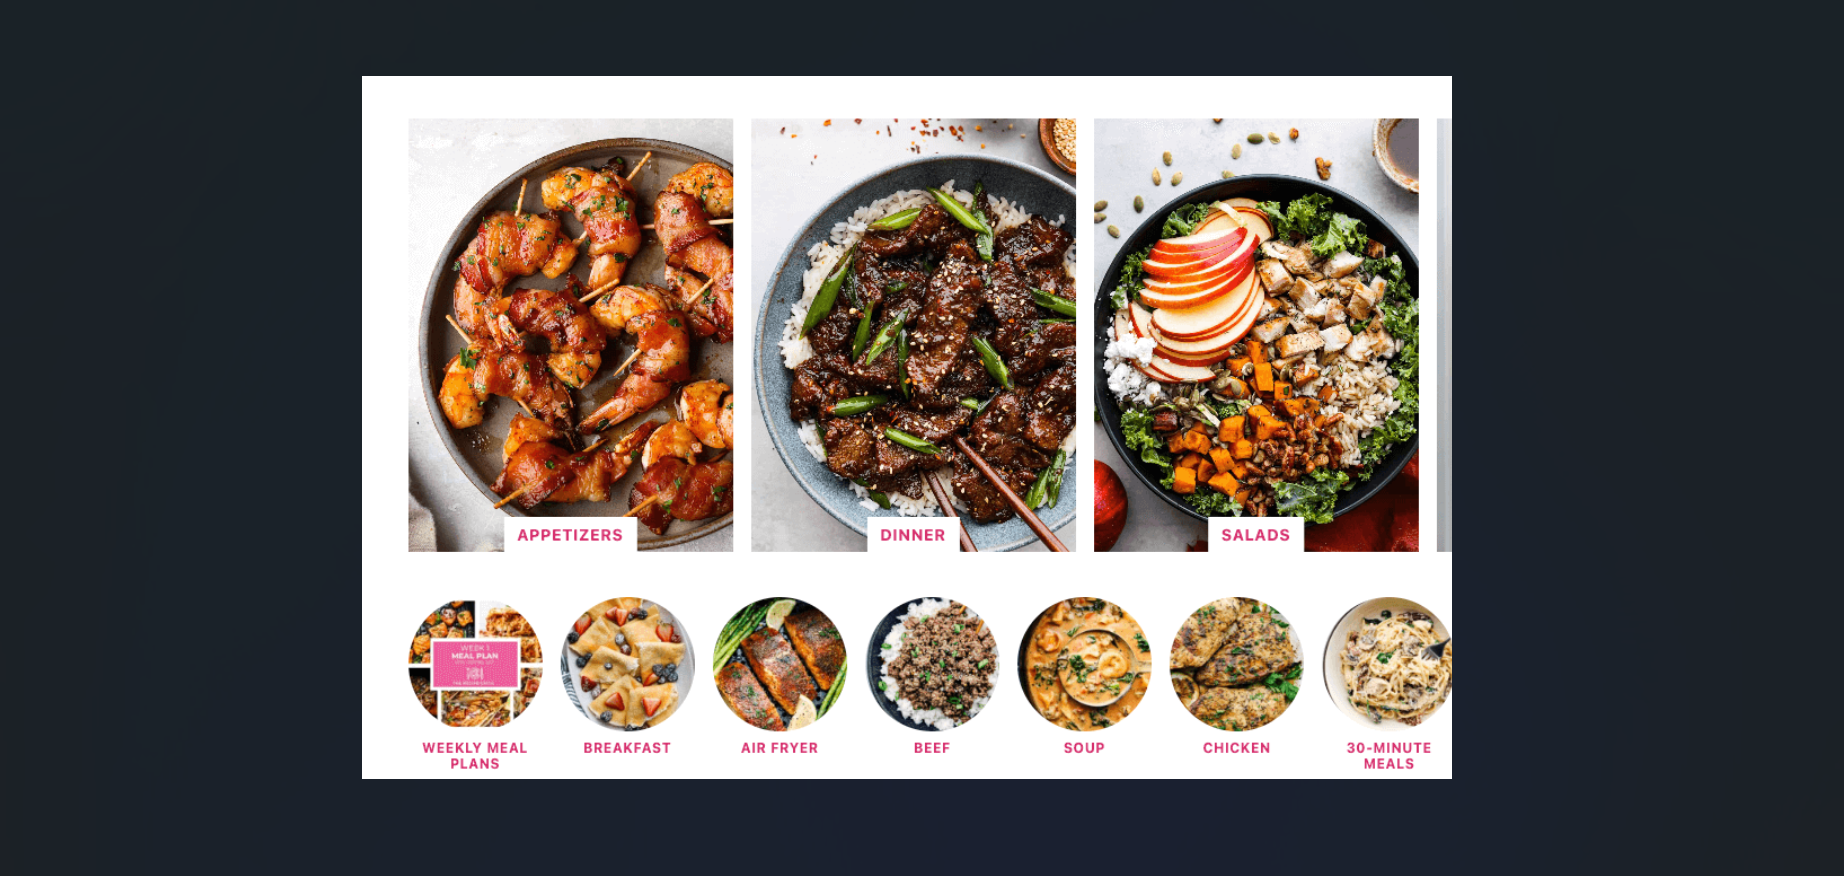 APPETIZERS
DINNER
SALADS
WEEK 1
MEAL PLAN
WEEKLY MEAL
PLANS
BREAKFAST
AIR FRYER
BEEF
SOUP
CHICKEN
30-MINUTE
MEALS